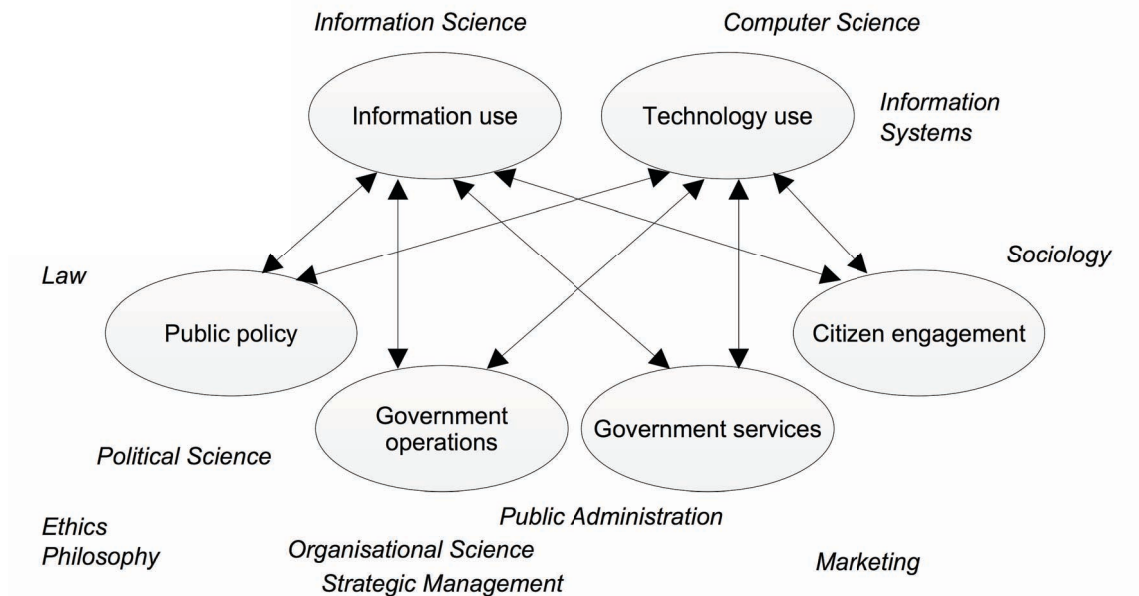 Information Science
Computer Science
Information use
Technology use
Information
Systems
Law
Sociology
Public policy
Citizen engagement
Government
operations
Government services
Political Science
Public Administration
Ethics
Philosophy
Organisational Science
Strategic Management
Marketing